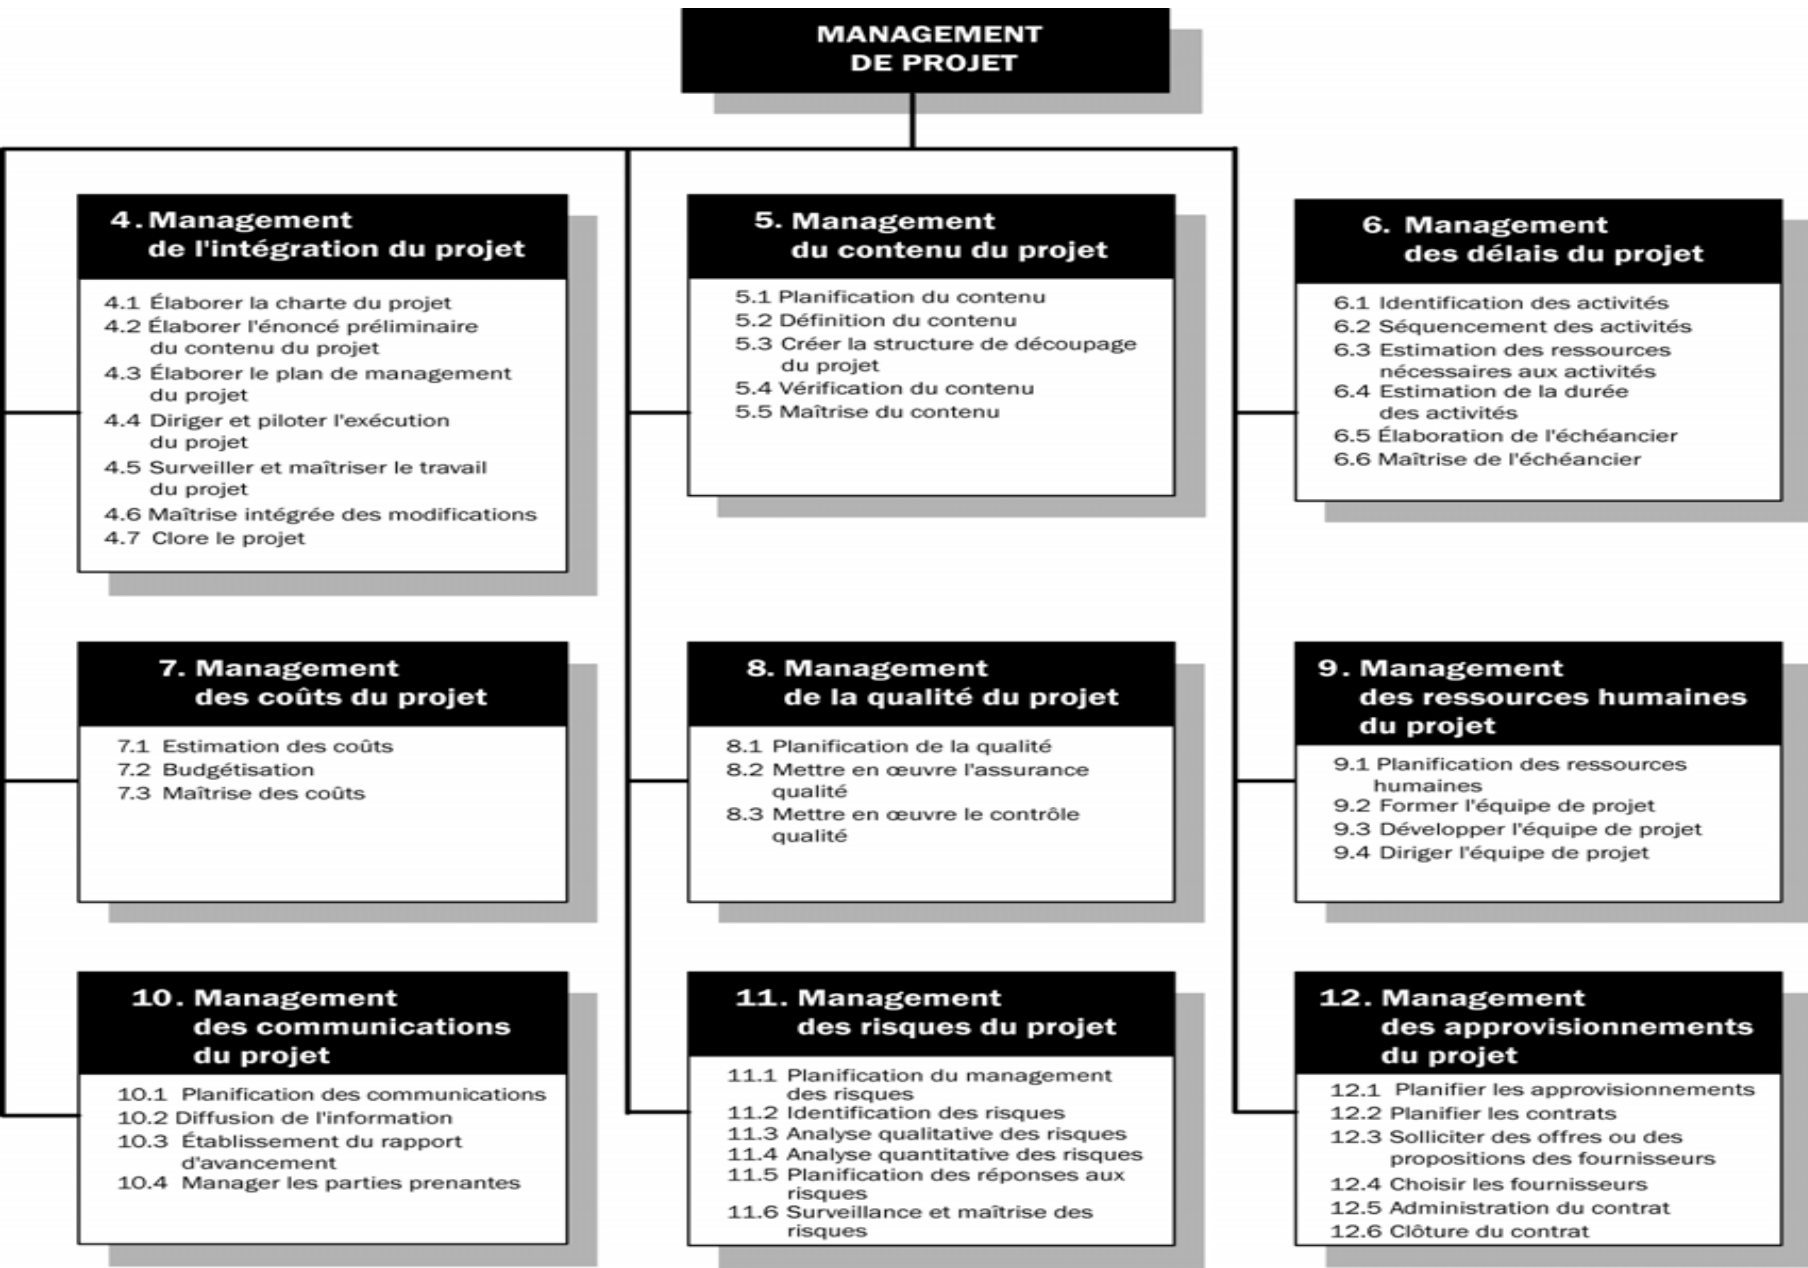 MANAGEMENT
DE PROJET
4. Management
de l'intégration du projet
4.1 Élaborer la charte du projet
4.2 Élaborer l'énoncé préliminaire
du contenu du projet
4.3 Élaborer le plan de management
du projet
4.4 Diriger et piloter l'exécution
du projet
4.5 Surveiller et maîtriser le travail
du projet
4.6 Maîtrise intégrée des modifications
4.7 Clore le projet
5. Management
du contenu du projet
5.1 Planification du contenu
5.2 Définition du contenu
5.3 Créer la structure de découpage
du projet
5.4 Vérification du contenu
5.5 Maîtrise du contenu
6. Management
des délais du projet
6.1 Identification des activités
6.2 Séquencement des activités
6.3 Estimation des ressources
nécessaires aux activités
6.4 Estimation de la durée
des activités
6.5 Élaboration de l'échéancier
6.6 Maîtrise de l'échéancier
7. Management
des coûts du projet
7.1 Estimation des coûts
7.2 Budgétisation
7.3 Maîtrise des coûts
8. Management
de la qualité du projet
8.1 Planification de la qualité
8.2 Mettre en œuvre l'assurance
qualité
8.3 Mettre en œuvre le contrôle
qualité
9. Management
des ressources humaines
du projet
9.1 Planification des ressources
humaines
9.2 Former l'équipe de projet
9.3 Développer l'équipe de projet
9.4 Diriger l'équipe de projet
10. Management
des communications
du projet
10.1 Planification des communications
10.2 Diffusion de l'information
10.3 Établissement du rapport
d'avancement
10.4 Manager les parties prenantes
11. Management
des risques du projet
11.1 Planification du management
des risques
11.2 Identification des risques
11.3 Analyse qualitative des risques
11.4 Analyse quantitative des risques
11.5 Planification des réponses aux
risques
11.6 Surveillance et maîtrise des
risques
12. Management
des approvisionnements
du projet
12.1 Planifier les approvisionnements
12.2 Planifier les contrats
12.3 Solliciter des offres ou des
propositions des fournisseurs
12.4 Choisir les fournisseurs
12.5 Administration du contrat
12.6 Clôture du contrat